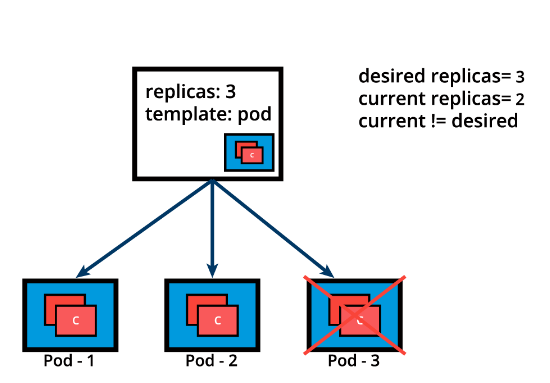 replicas: 3
template: pod
C
desired replicas= 3
current replicas= 2
current != desired
C
C
C
Pod - 1
Pod - 2
Pod - 3